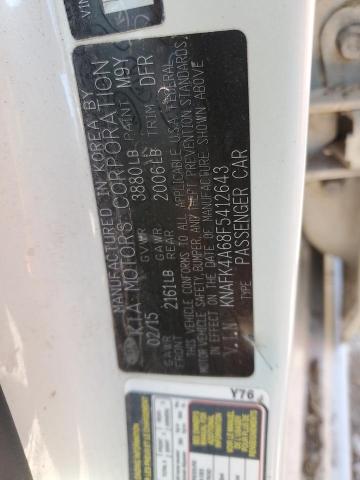 VIN
MANUFACTURED IN KOREA BY
KIA MOTORS CORPORATION
02/15 GVWR 3880LB PAINT M9Y
GAWR FRONT 2161LB GAWR REAR 2006LB TRIM DFR
THIS VEHICLE CONFORMS TO ALL APPLICABLE U.S.A. FEDERAL
MOTOR VEHICLE SAFETY, BUMPER, AND THEFT PREVENTION STANDARDS
IN EFFECT ON THE DATE OF MANUFACTURE SHOWN ABOVE
V.I.N KNAFK4A68F5412643
TYPE PASSENGER CAR
Y76